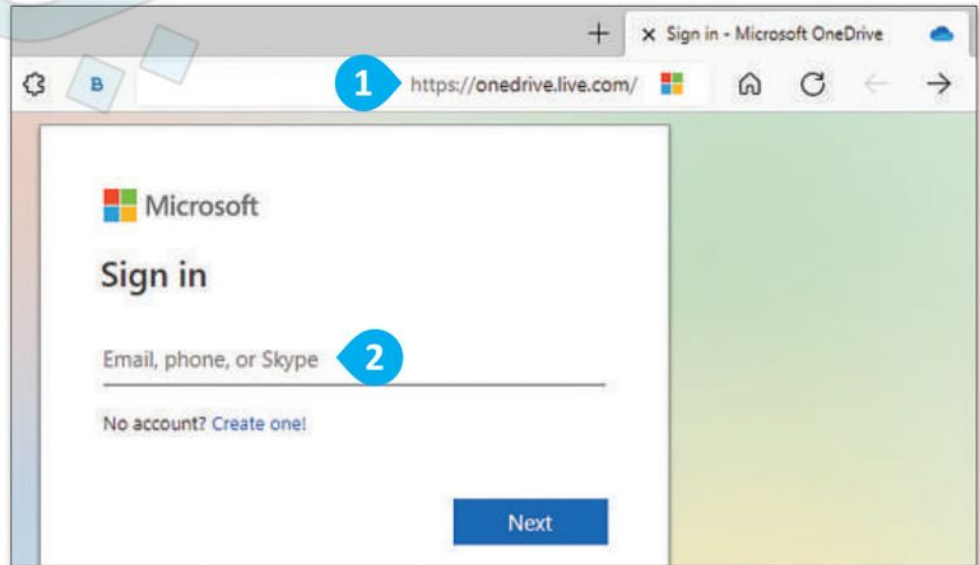 Sign in - Microsoft OneDrive
B
1
https://onedrive.live.com/
Microsoft
Sign in
Email, phone, or Skype
2
No account? Create one!
Next